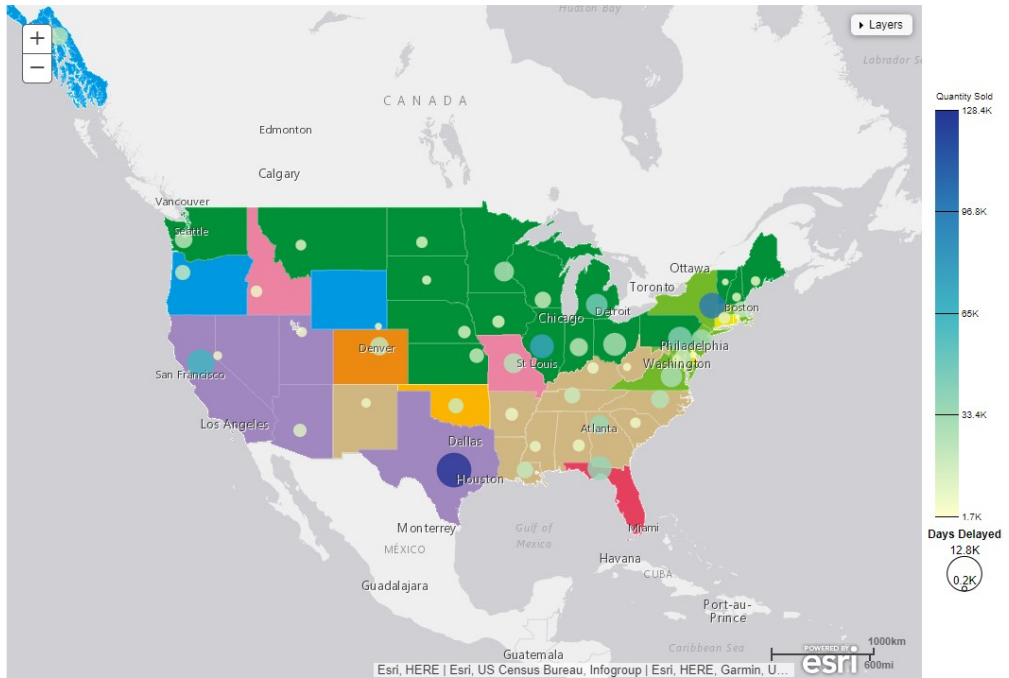 Hudson Bay
+
−
Layers
Labrador
CANADA
Quantity Sold
128.4K
Edmonton
Calgary
Vancouver
96.8K
Seattle
Ottawa
Toronto
Boston
Detroit
Chicago
65K
Denver
Philadelphia
St Louis
Washington
San Francisco
33.4K
Los Angeles
Atlanta
Dallas
Houston
1.7K
Monterrey
Gulf of
Mexico
Miami
Days Delayed
MÉXICO
Havana
12.8K
CUBA
0.2K
Guadalajara
Port-au-
Prince
Guatemala
Caribbean Sea
1000km
600mi
POWERED BY
esri
Esri, HERE | Esri, US Census Bureau, Infogroup | Esri, HERE, Garmin, U...